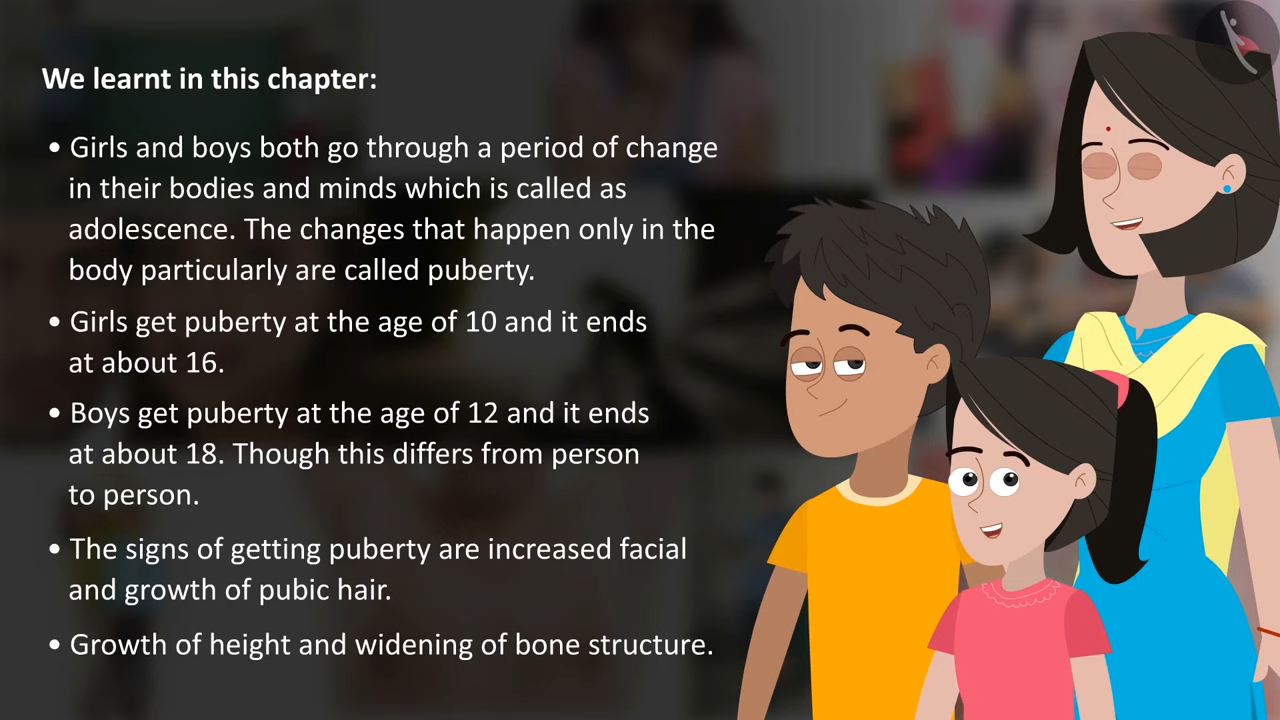 We learnt in this chapter:
• Girls and boys both go through a period of change
in their bodies and minds which is called as
adolescence. The changes that happen only in the
body particularly are called puberty.
• Girls get puberty at the age of 10 and it ends
at about 16.
• Boys get puberty at the age of 12 and it ends
at about 18. Though this differs from person
to person.
• The signs of getting puberty are increased facial
and growth of pubic hair.
• Growth of height and widening of bone structure.